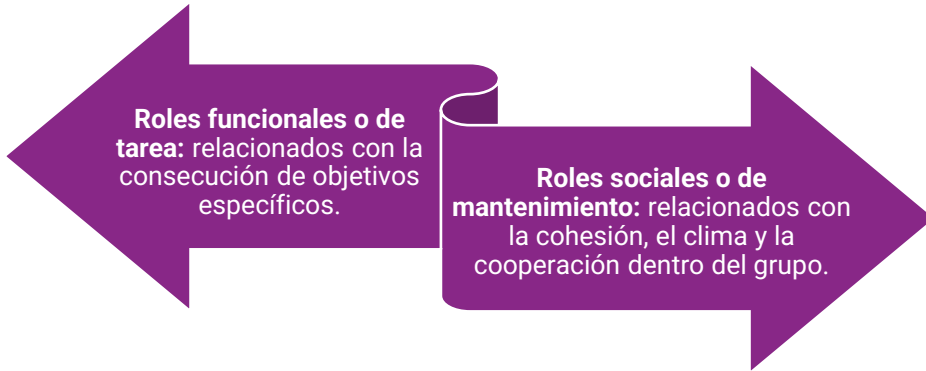 Roles funcionales o de
tarea: relacionados con la
consecución de objetivos
específicos.
Roles sociales o de
mantenimiento: relacionados con
la cohesión, el clima y la
cooperación dentro del grupo.